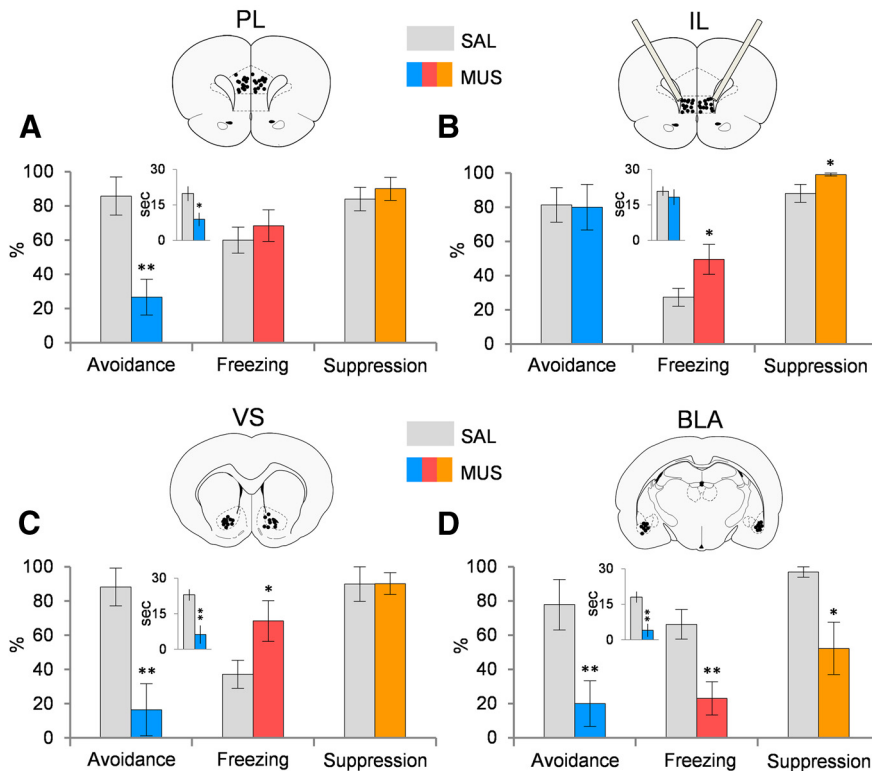 PL
SAL
MUS
IL
A
100
80
60
40
20
0
%
30
15
0
sec
*
**
Avoidance
Freezing
Suppression
B
100
80
60
40
20
0
%
30
15
0
sec
*
*
Avoidance
Freezing
Suppression
VS
SAL
MUS
BLA
C
100
80
60
40
20
0
%
30
15
0
sec
**
**
*
Avoidance
Freezing
Suppression
D
100
80
60
40
20
0
%
30
15
0
sec
**
**
**
*
Avoidance
Freezing
Suppression